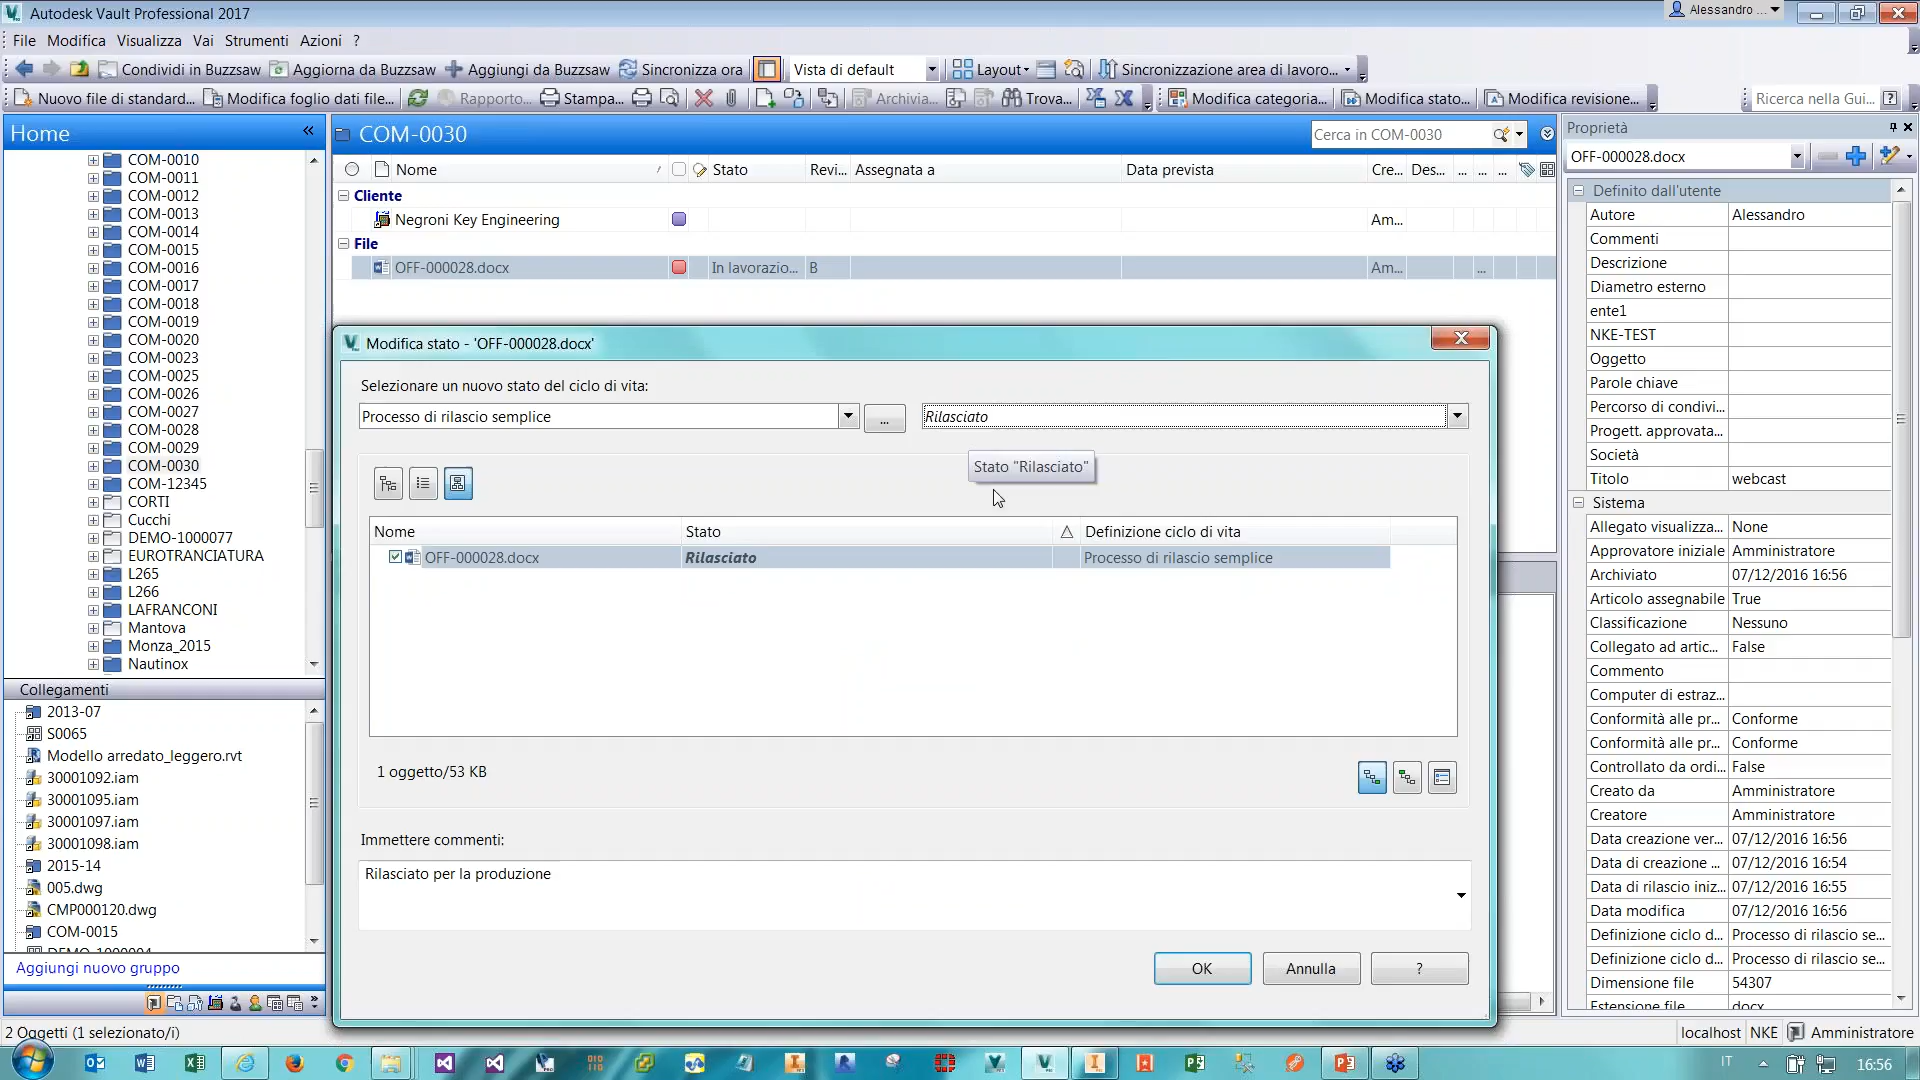 Autodesk Vault Professional 2017
Alessandro ...
File Modifica Visualizza Vai Strumenti Azioni ?
Condividi in Buzzsaw Aggiorna da Buzzsaw Aggiungi da Buzzsaw Sincronizza ora Vista di default Layout Sincronizzazione area di lavoro...
Nuovo file di standard... Modifica foglio dati file... Rapporto... Stampa... Archivia... Trova... Modifica categoria... Modifica stato... Modifica revisione... Ricerca nella Gui... ?
Home
COM-0010
COM-0011
COM-0012
COM-0013
COM-0014
COM-0015
COM-0016
COM-0017
COM-0018
COM-0019
COM-0020
COM-0023
COM-0025
COM-0026
COM-0027
COM-0028
COM-0029
COM-0030
COM-12345
CORTI
Cucchi
DEMO-1000077
EUROTRANCIATURA
L265
L266
LAFRANCONI
Mantova
Monza_2015
Nautinox
Collegamenti
2013-07
S0065
Modello arredato_leggero.rvt
30001092.iam
30001095.iam
30001097.iam
30001098.iam
2015-14
005.dwg
CMP000120.dwg
COM-0015
DEMO-1000004
Aggiungi nuovo gruppo
2 Oggetti (1 selezionato/i)
COM-0030
Cerca in COM-0030
Nome Stato Revi... Assegnata a Data prevista Cre... Des... ... ... ...
Cliente
Negroni Key Engineering Am...
File
OFF-000028.docx In lavorazio... B Am... ...
Modifica stato - 'OFF-000028.docx'
Selezionare un nuovo stato del ciclo di vita:
Processo di rilascio semplice ... Rilasciato
Stato "Rilasciato"
Nome Stato Definizione ciclo di vita
OFF-000028.docx Rilasciato Processo di rilascio semplice
1 oggetto/53 KB
Immettere commenti:
Rilasciato per la produzione
OK Annulla ?
Proprietà
OFF-000028.docx
Definito dall'utente
Autore Alessandro
Commenti
Descrizione
Diametro esterno
ente1
NKE-TEST
Oggetto
Parole chiave
Percorso di condivi...
Progett. approvata...
Società
Titolo webcast
Sistema
Allegato visualizza... None
Approvatore iniziale Amministratore
Archiviato 07/12/2016 16:56
Articolo assegnabile True
Classificazione Nessuno
Collegato ad artic... False
Commento
Computer di estraz...
Conformità alle pr... Conforme
Conformità alle pr... Conforme
Controllato da ordi... False
Creato da Amministratore
Creatore Amministratore
Data creazione ver... 07/12/2016 16:56
Data di creazione ... 07/12/2016 16:54
Data di rilascio iniz... 07/12/2016 16:55
Data modifica 07/12/2016 16:56
Definizione ciclo d... Processo di rilascio se...
Definizione ciclo d... Processo di rilascio se...
Dimensione file 54307
Estensione file docx
localhost NKE Amministratore
IT 16:56